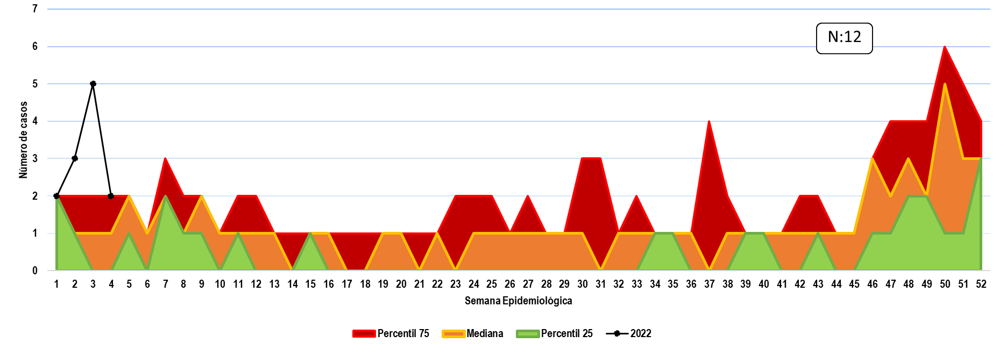 7
N:12
6
5
4
3
2
1
0
Número de casos
1 2 3 4 5 6 7 8 9 10 11 12 13 14 15 16 17 18 19 20 21 22 23 24 25 26 27 28 29 30 31 32 33 34 35 36 37 38 39 40 41 42 43 44 45 46 47 48 49 50 51 52
Semana Epidemiológica
Percentil 75 Mediana Percentil 25 2022